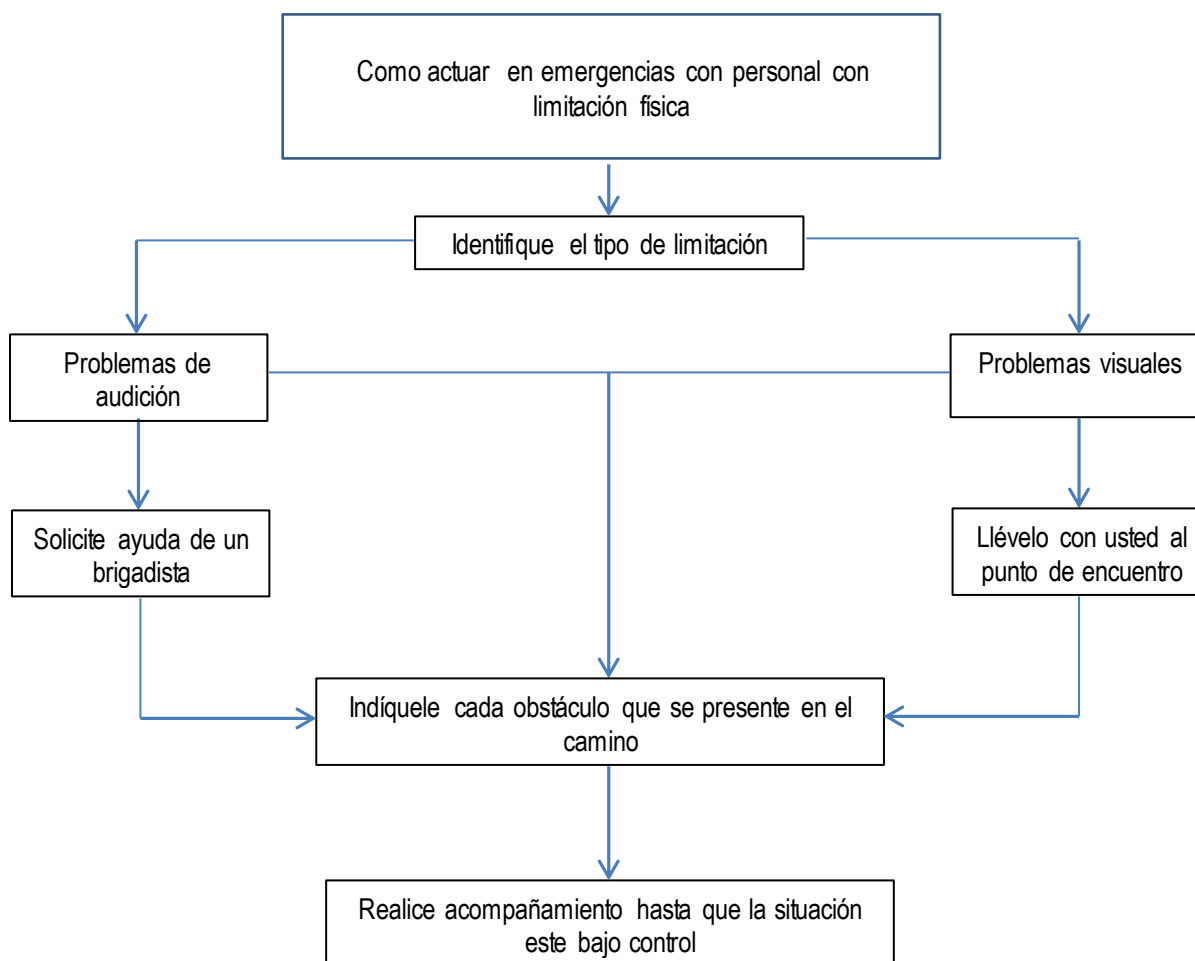 Como actuar en emergencias con personal con
limitación física
Identifique el tipo de limitación
Problemas de
audición
Problemas visuales
Solicite ayuda de un
brigadista
Llévelo con usted al
punto de encuentro
Indíquele cada obstáculo que se presente en el
camino
Realice acompañamiento hasta que la situación
este bajo control